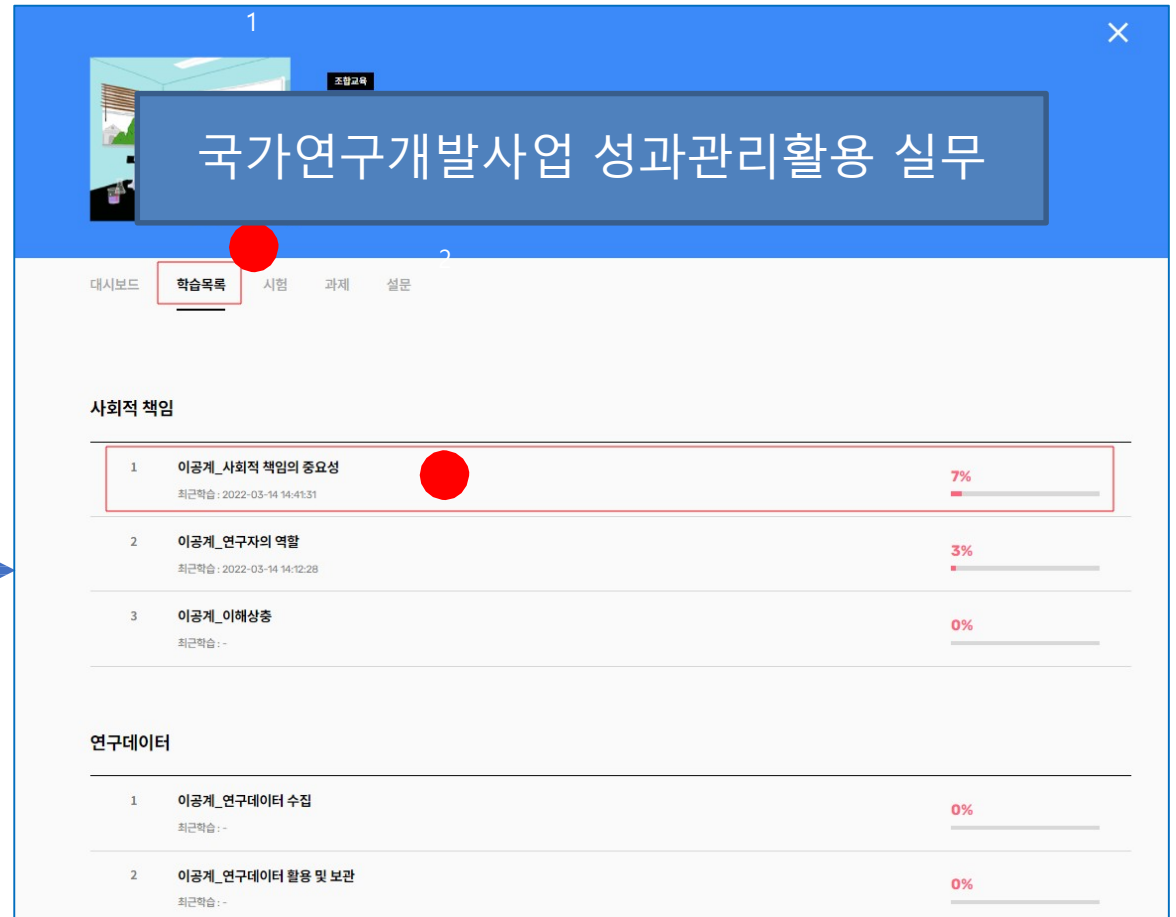 1
조합교육
국가연구개발사업 성과관리활용 실무
2
대시보드 학습목록 시험 과제 설문
사회적 책임
1 이공계_사회적 책임의 중요성
최근학습 : 2022-03-14 14:41:31
7%
2 이공계_연구자의 역할
최근학습 : 2022-03-14 14:12:28
3%
3 이공계_이해상충
최근학습 : -
0%
연구데이터
1 이공계_연구데이터 수집
최근학습 : -
0%
2 이공계_연구데이터 활용 및 보관
최근학습 : -
0%